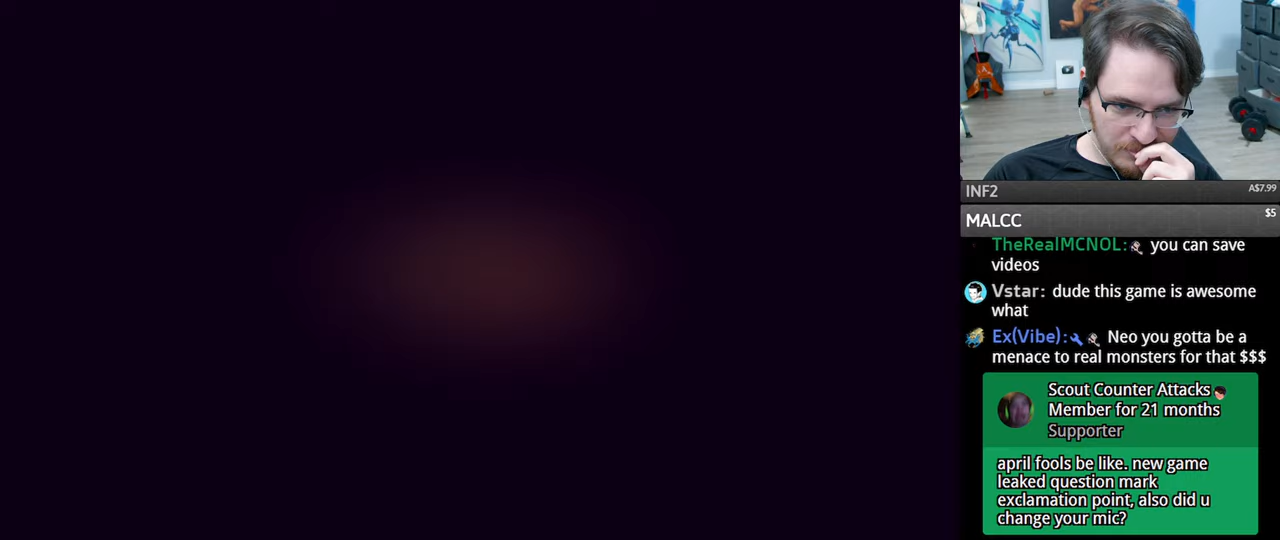 INF2
A$7.99
MALCC
$5
TheRealMCNOL: you can save
videos
Vstar: dude this game is awesome
what
Ex(Vibe): Neo you gotta be a
menace to real monsters for that $$$
Scout Counter Attacks
Member for 21 months
Supporter
april fools be like. new game
leaked question mark
exclamation point, also did u
change your mic?